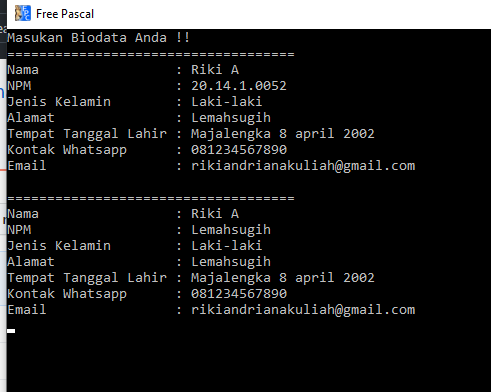 Free Pascal
Masukan Biodata Anda !!
====================================
Nama                 : Riki A
NPM                  : 20.14.1.0052
Jenis Kelamin        : Laki-laki
Alamat               : Lemahsugih
Tempat Tanggal Lahir : Majalengka 8 april 2002
Kontak Whatsapp      : 081234567890
Email                : rikiandrianakuliah@gmail.com
====================================
Nama                 : Riki A
NPM                  : Lemahsugih
Jenis Kelamin        : Laki-laki
Alamat               : Lemahsugih
Tempat Tanggal Lahir : Majalengka 8 april 2002
Kontak Whatsapp      : 081234567890
Email                : rikiandrianakuliah@gmail.com